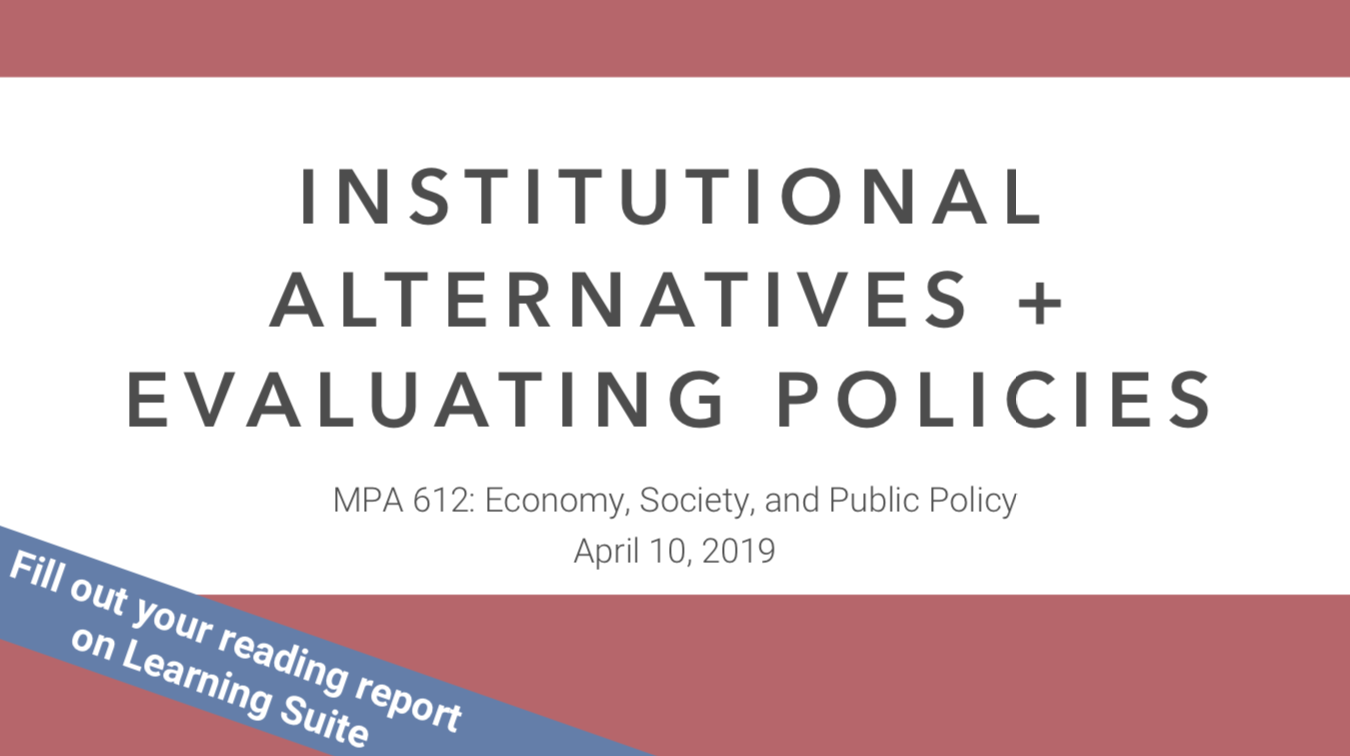 INSTITUTIONAL
ALTERNATIVES +
EVALUATING POLICIES
MPA 612: Economy, Society, and Public Policy
April 10, 2019
Fill out your reading report
on Learning Suite